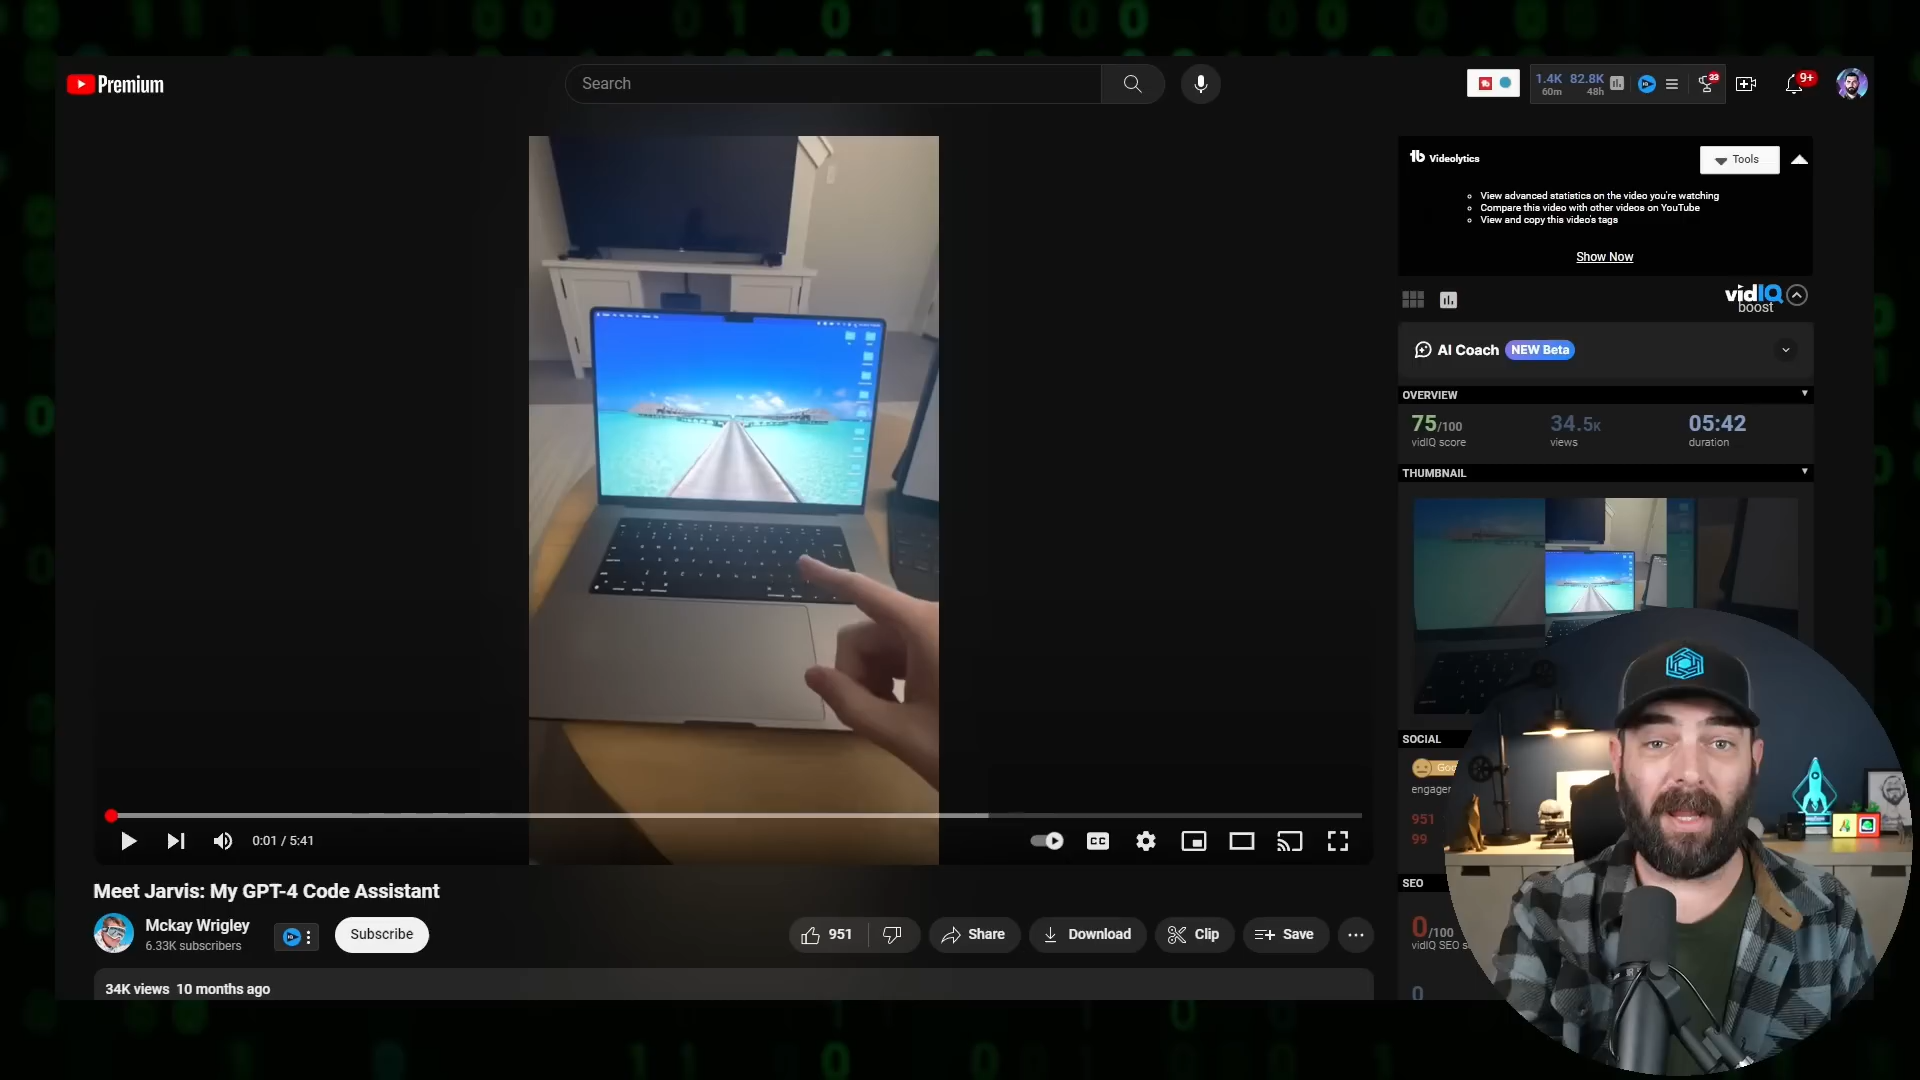 Premium
Search
1.4K 82.8K
60m 48h
33
9+
tb Videolytics
Tools
View advanced statistics on the video you're watching
Compare this video with other videos on YouTube
View and copy this video's tags
Show Now
vidIQ
boost
AI Coach NEW Beta
OVERVIEW
75/100 34.5K 05:42
vidIQ score views duration
THUMBNAIL
SOCIAL
Goo
engager
951
99
SEO
0/100
vidIQ SEO s
0
0:01 / 5:41
CC
Meet Jarvis: My GPT-4 Code Assistant
Mckay Wrigley
6.33K subscribers
Subscribe
951
Share
Download
Clip
Save
34K views 10 months ago